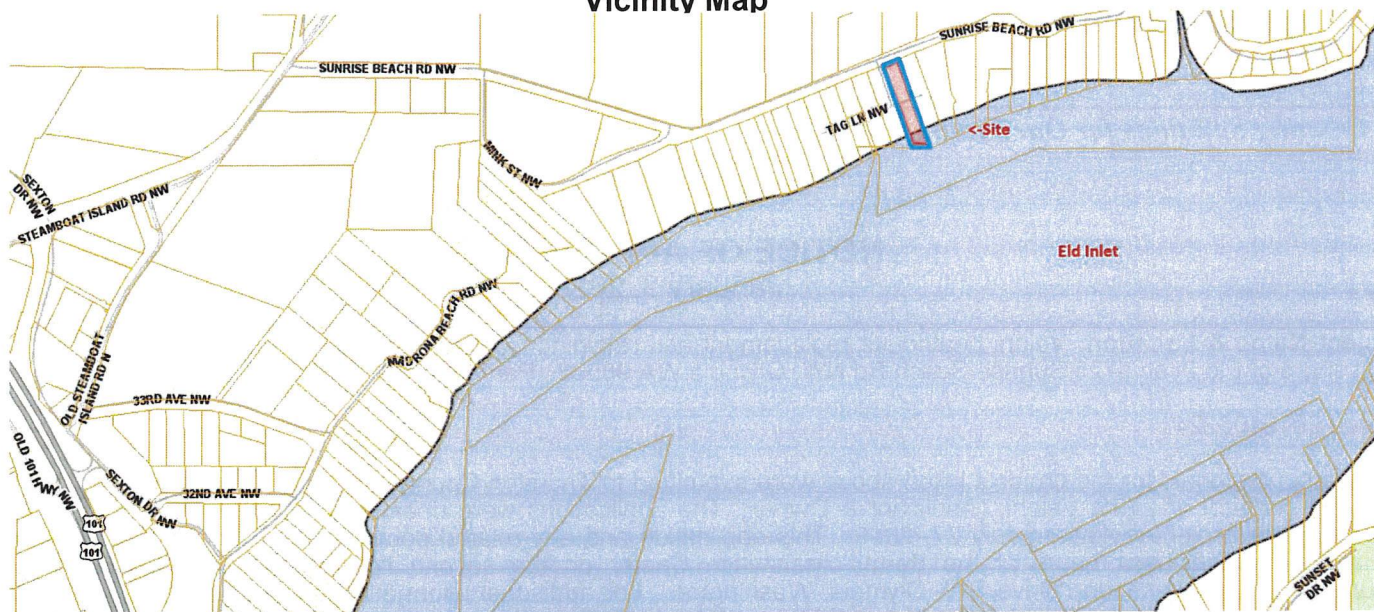 Vicinity Map
SUNRISE BEACH RD NW
SUNRISE BEACH RD NW
TAG LN NW
<-Site
MINK ST NW
SEXTON
DR NW
STEAMBOAT ISLAND RD NW
Eld Inlet
MADRONA BEACH RD NW
OLD STEAMBOAT
ISLAND RD N
33RD AVE NW
OLD 101 HWY NW
SEXTON DR NW
32ND AVE NW
101
101
SUNSET
DR NW